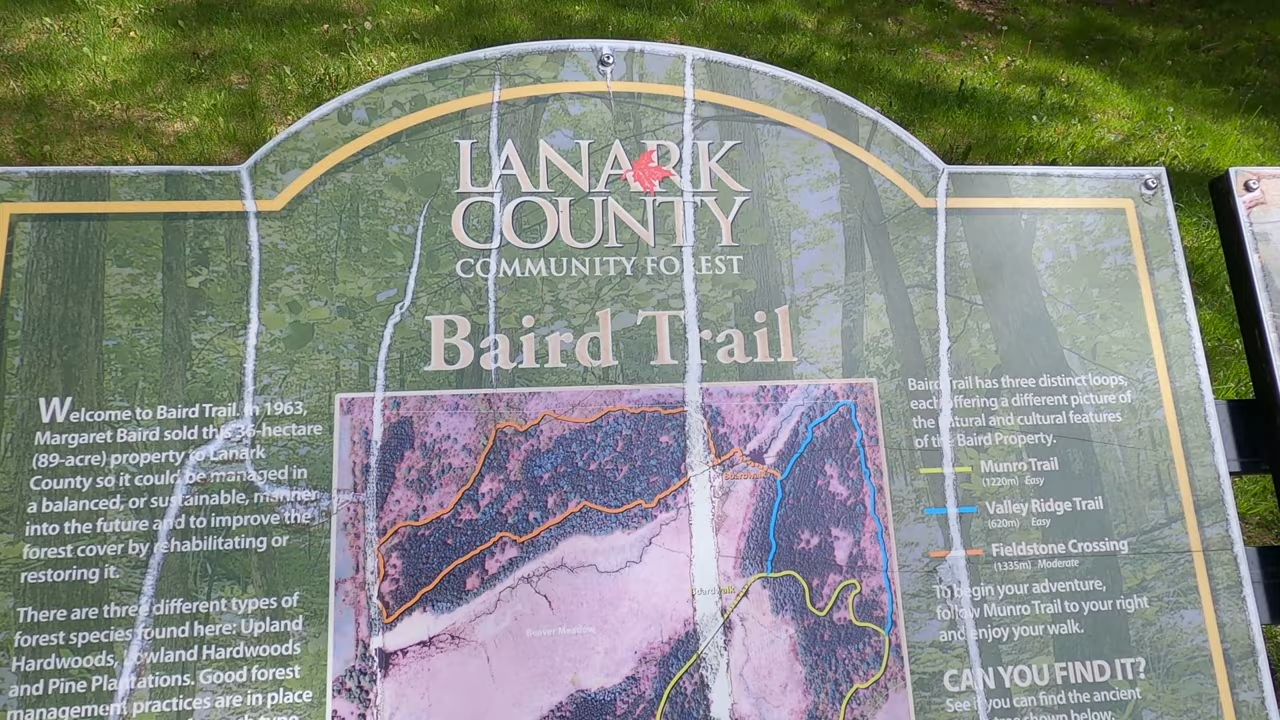 LANARK
COUNTY
COMMUNITY FOREST
Baird Trail
Welcome to Baird Trail. In 1963,
Margaret Baird sold this 36-hectare
(89-acre) property to Lanark
County so it could be managed in
a balanced, or sustainable, manner
into the future and to improve the
forest cover by rehabilitating or
restoring it.
There are three different types of
forest species found here: Upland
Hardwoods, Lowland Hardwoods
and Pine Plantations. Good forest
management practices are in place
Boardwalk
Boardwalk
Beaver Meadow
Baird Trail has three distinct loops,
each offering a different picture of
the natural and cultural features
of the Baird Property.
Munro Trail
(1220m) Easy
Valley Ridge Trail
(620m) Easy
Fieldstone Crossing
(1335m) Moderate
To begin your adventure,
follow Munro Trail to your right
and enjoy your walk.
CAN YOU FIND IT?
See if you can find the ancient
tree shown below.